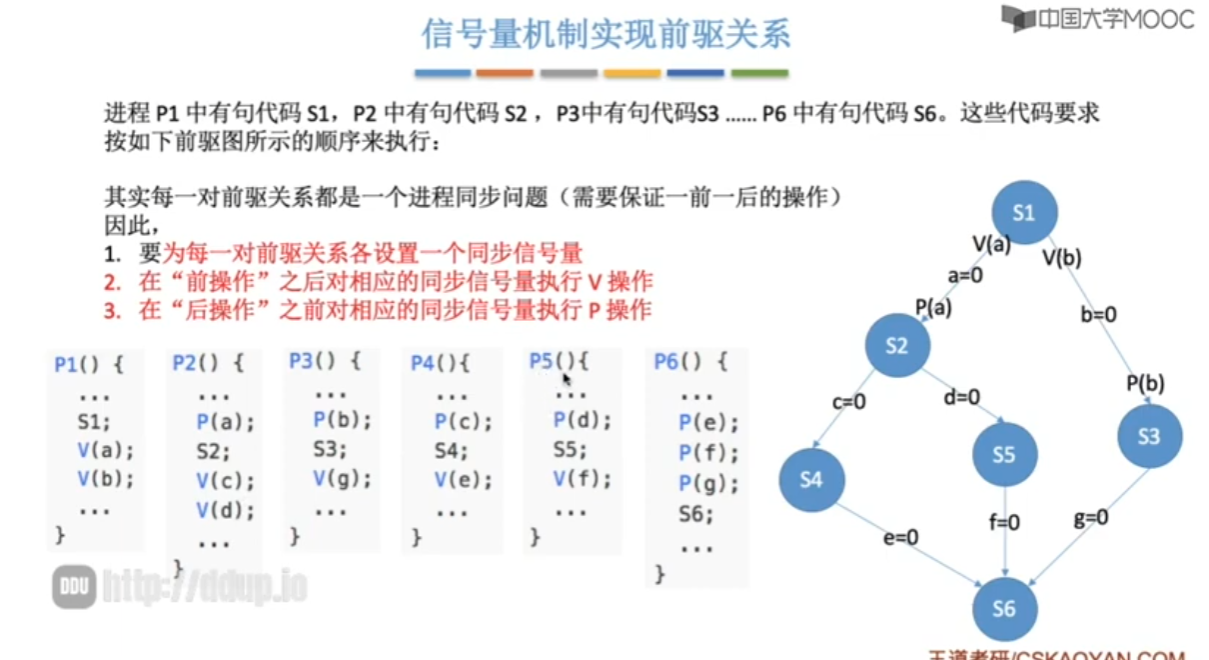 信号量机制实现前驱关系
中国大学MOOC
进程 P1 中有句代码 S1，P2 中有句代码 S2 ，P3中有句代码S3 ...... P6 中有句代码 S6。这些代码要求
按如下前驱图所示的顺序来执行：
其实每一对前驱关系都是一个进程同步问题（需要保证一前一后的操作）
因此，
1. 要为每一对前驱关系各设置一个同步信号量
2. 在“前操作”之后对相应的同步信号量执行 V 操作
3. 在“后操作”之前对相应的同步信号量执行 P 操作
P1() {
...
S1;
V(a);
V(b);
...
}
P2() {
...
P(a);
S2;
V(c);
V(d);
...
}
P3() {
...
P(b);
S3;
V(g);
...
}
P4(){
...
P(c);
S4;
V(e);
...
}
P5(){
...
P(d);
S5;
V(f);
...
}
P6() {
...
P(e);
P(f);
P(g);
S6;
...
}
S1
V(a)
V(b)
a=0
P(a)
b=0
S2
P(b)
c=0
d=0
S3
S5
S4
e=0
f=0
g=0
S6
DDU http://ddup.io
王道考研/CSKAOYAN.COM